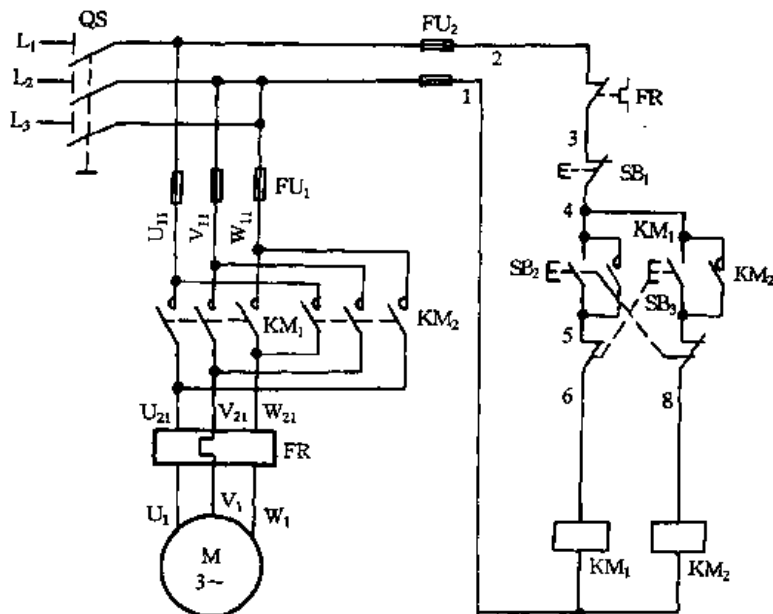 QS
L₁
FU₂
2
L₂
1
FR
L₃
3
SB₁
FU₁
4
U₁₁
V₁₁
W₁₁
KM₁
SB₂
KM₂
SB₃
KM₁
KM₂
5
6
8
U₂₁
V₂₁
W₂₁
FR
U₁
V₁
W₁
M
3~
KM₁
KM₂